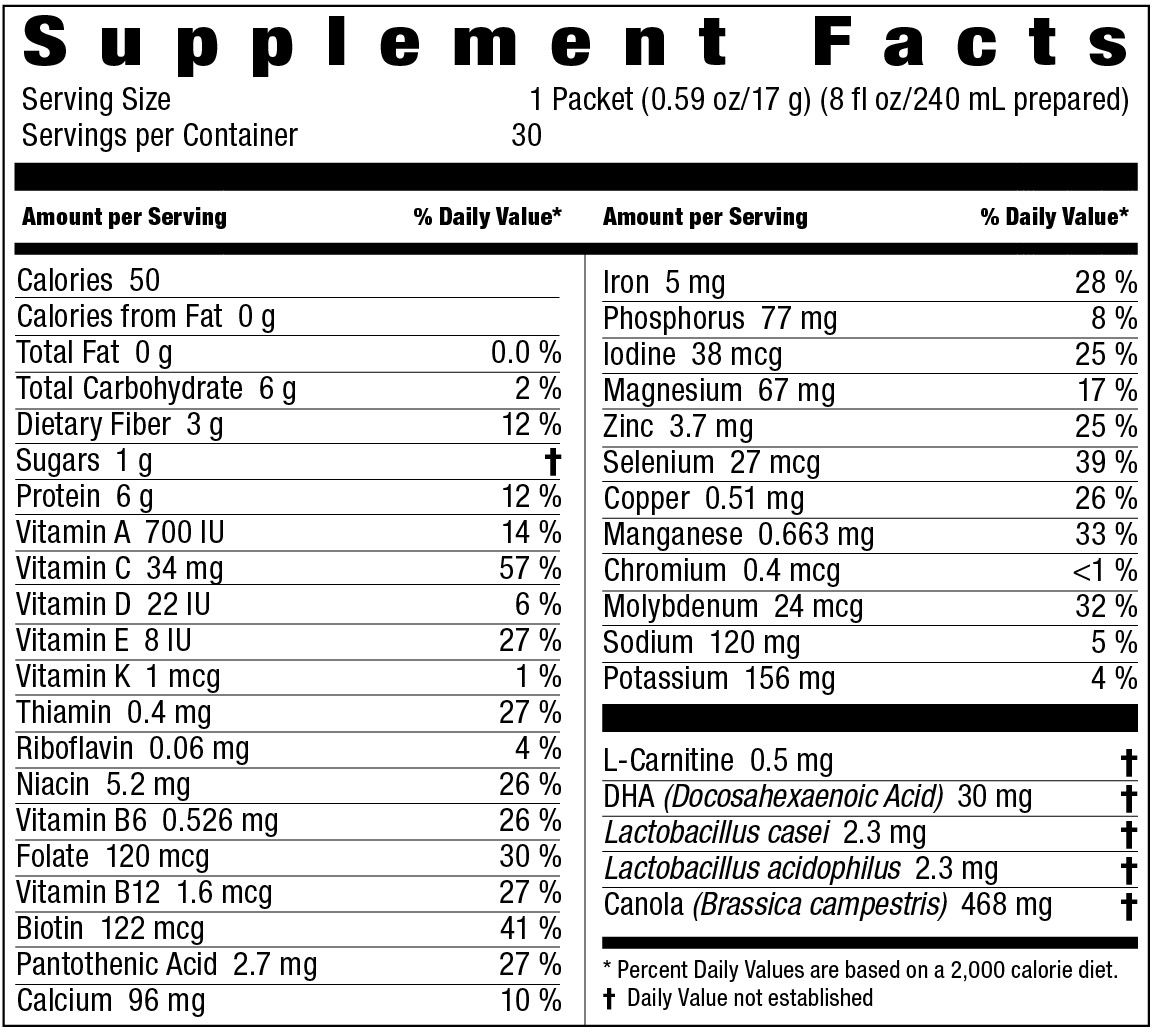 Supplement Facts
Serving Size 1 Packet (0.59 oz/17 g) (8 fl oz/240 mL prepared)
Servings per Container 30
Amount per Serving % Daily Value*
Calories 50
Calories from Fat 0 g
Total Fat 0 g 0.0 %
Total Carbohydrate 6 g 2 %
Dietary Fiber 3 g 12 %
Sugars 1 g †
Protein 6 g 12 %
Vitamin A 700 IU 14 %
Vitamin C 34 mg 57 %
Vitamin D 22 IU 6 %
Vitamin E 8 IU 27 %
Vitamin K 1 mcg 1 %
Thiamin 0.4 mg 27 %
Riboflavin 0.06 mg 4 %
Niacin 5.2 mg 26 %
Vitamin B6 0.526 mg 26 %
Folate 120 mcg 30 %
Vitamin B12 1.6 mcg 27 %
Biotin 122 mcg 41 %
Pantothenic Acid 2.7 mg 27 %
Calcium 96 mg 10 %
Amount per Serving % Daily Value*
Iron 5 mg 28 %
Phosphorus 77 mg 8 %
Iodine 38 mcg 25 %
Magnesium 67 mg 17 %
Zinc 3.7 mg 25 %
Selenium 27 mcg 39 %
Copper 0.51 mg 26 %
Manganese 0.663 mg 33 %
Chromium 0.4 mcg <1 %
Molybdenum 24 mcg 32 %
Sodium 120 mg 5 %
Potassium 156 mg 4 %
L-Carnitine 0.5 mg †
DHA (Docosahexaenoic Acid) 30 mg †
Lactobacillus casei 2.3 mg †
Lactobacillus acidophilus 2.3 mg †
Canola (Brassica campestris) 468 mg †
* Percent Daily Values are based on a 2,000 calorie diet.
† Daily Value not established